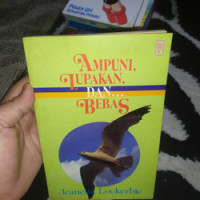 AMPUNI,
LUPAKAN,
DAN...
BEBAS
Jeanette Lockerbie